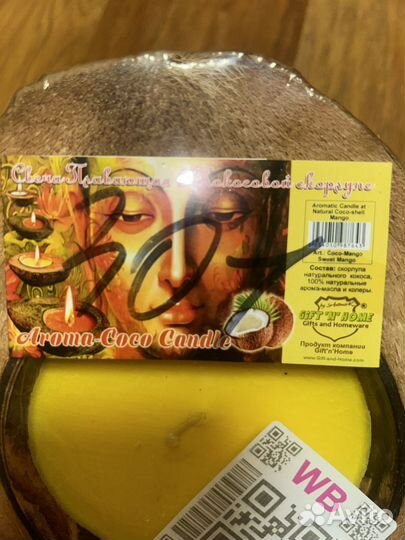 Свеча Плавающая в кокосовой скорлупе
80-
Aroma-Coco Candle
Aromatic Candle at
Natural Coco-shell
Mango
Art.: Coco-Mango
Sweet Mango
Состав: скорлупа
натурального кокоса,
100% натуральные
арома-масла и колеры.
GIFT "N" HOME
Gifts and Homeware
Продукт компании
Gift"n"Home
www.Gift-and-Home.com
WB
Avito